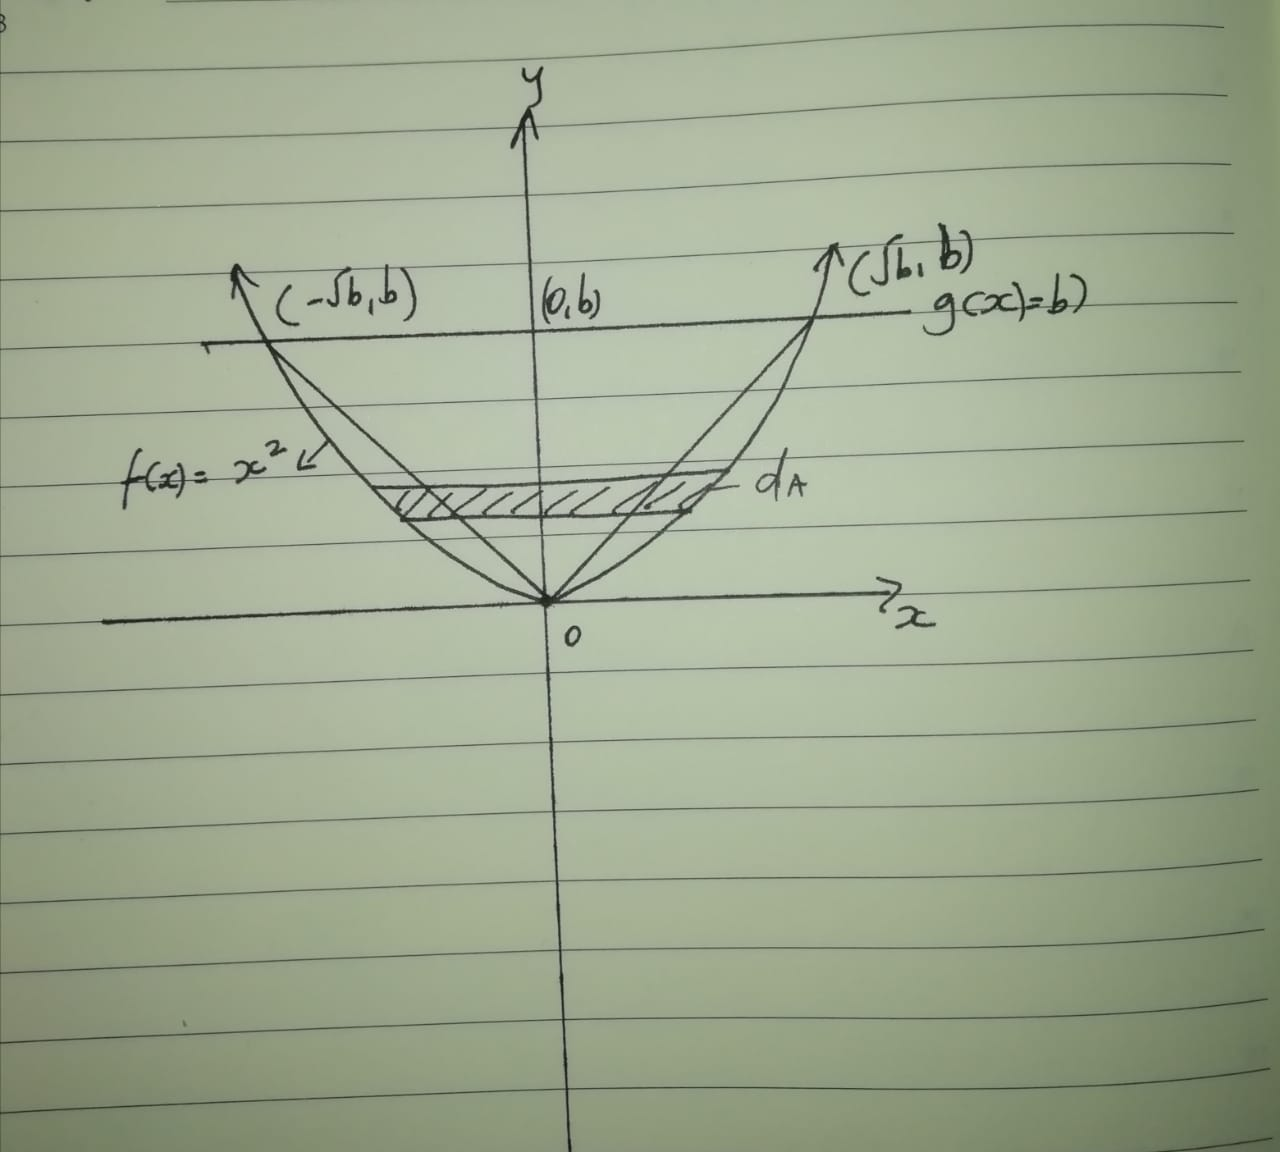 y
(-√b, b)
(0, b)
(√b, b)
g(x)=b)
f(x)= x²
dA
x
0